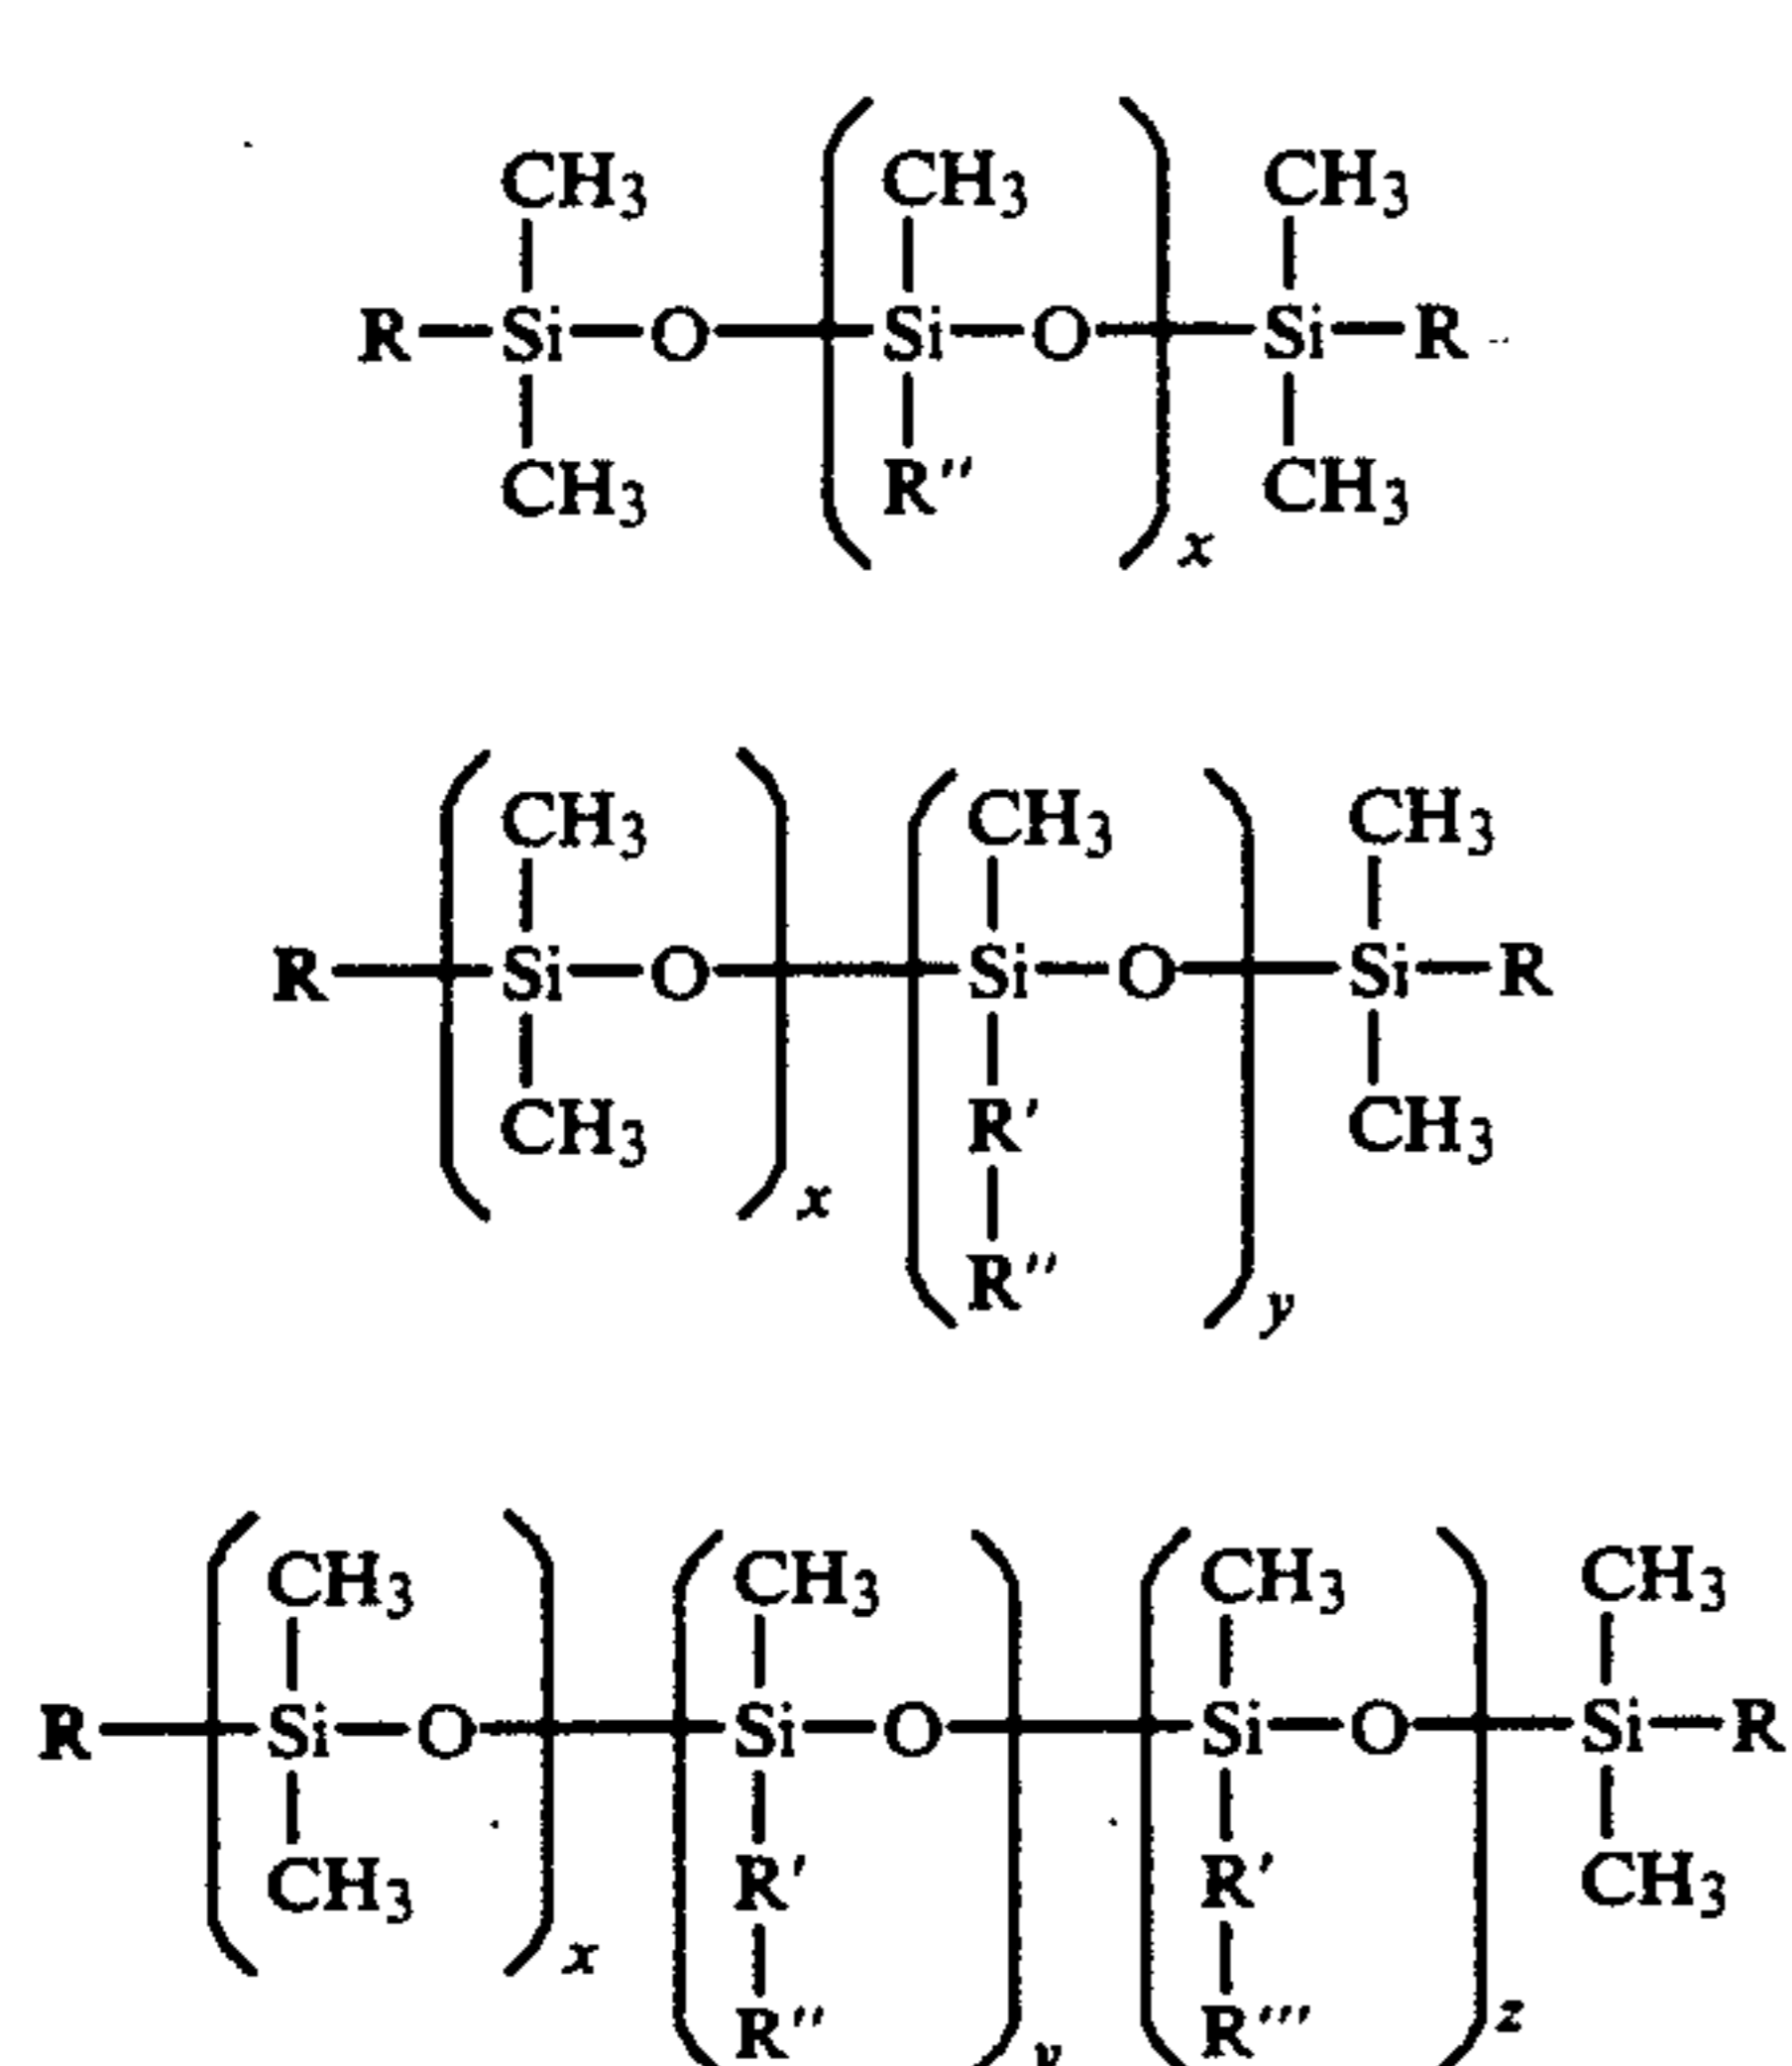 CH3 CH3 CH3
R—Si—O—Si—O—Si—R
CH3 R″ CH3
x
CH3 CH3 CH3
R—Si—O—Si—O—Si—R
CH3 R′ CH3
x
R″
y
CH3 CH3 CH3 CH3
R—Si—O—Si—O—Si—O—Si—R
CH3 R′ R′ CH3
x
R″ R‴ z
y